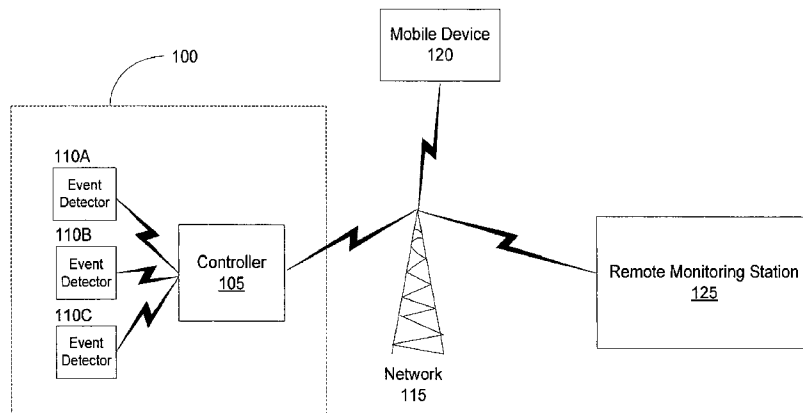 Mobile Device
120
100
110A
Event
Detector
110B
Event
Detector
110C
Event
Detector
Controller
105
Network
115
Remote Monitoring Station
125